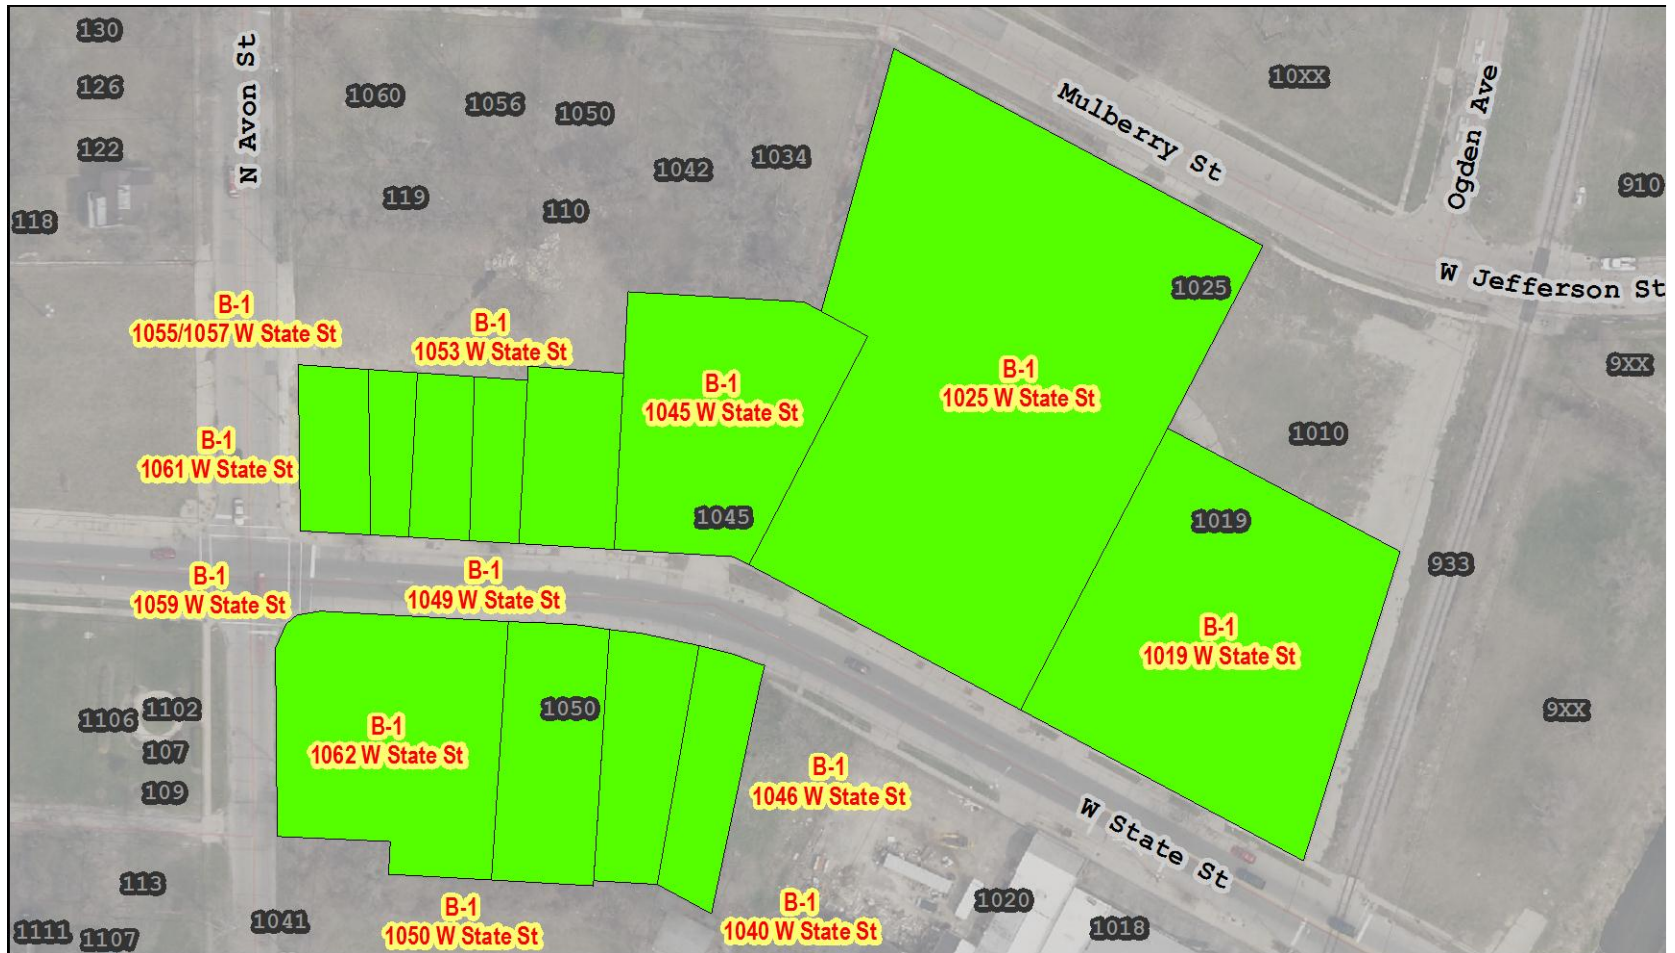 130
126
122
118
N Avon St
1060
1056
1050
1042
1034
119
110
Mulberry St
10XX
Ogden Ave
910
W Jefferson St
9XX
1025
B-1
1055/1057 W State St
B-1
1053 W State St
B-1
1045 W State St
B-1
1025 W State St
B-1
1061 W State St
1010
1045
1019
933
B-1
1059 W State St
B-1
1049 W State St
B-1
1019 W State St
1106
1102
107
109
B-1
1062 W State St
1050
B-1
1046 W State St
W State St
9XX
113
1111
1107
1041
B-1
1050 W State St
B-1
1040 W State St
1020
1018